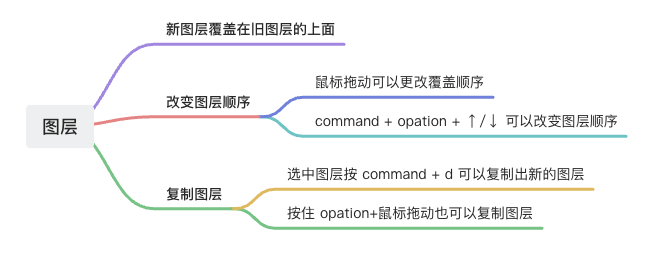 图层
新图层覆盖在旧图层的上面
改变图层顺序
鼠标拖动可以更改覆盖顺序
command + opation + ↑/↓ 可以改变图层顺序
复制图层
选中图层按 command + d 可以复制出新的图层
按住 opation+鼠标拖动也可以复制图层